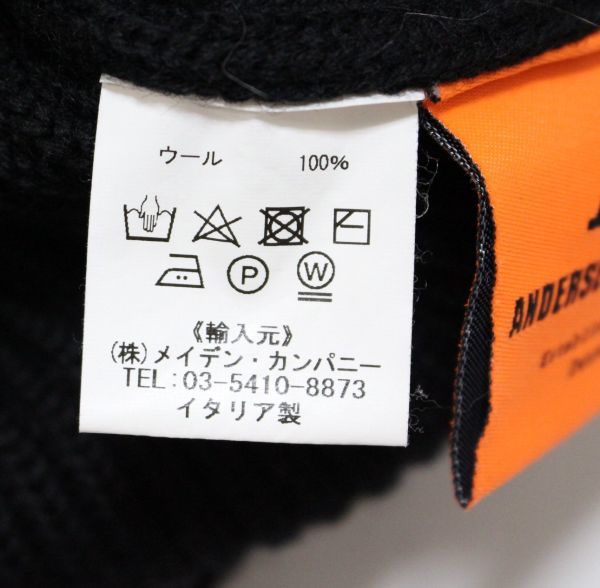 ウール 100%
P W
《輸入元》
(株)メイデン・カンパニー
TEL:03-5410-8873
イタリア製